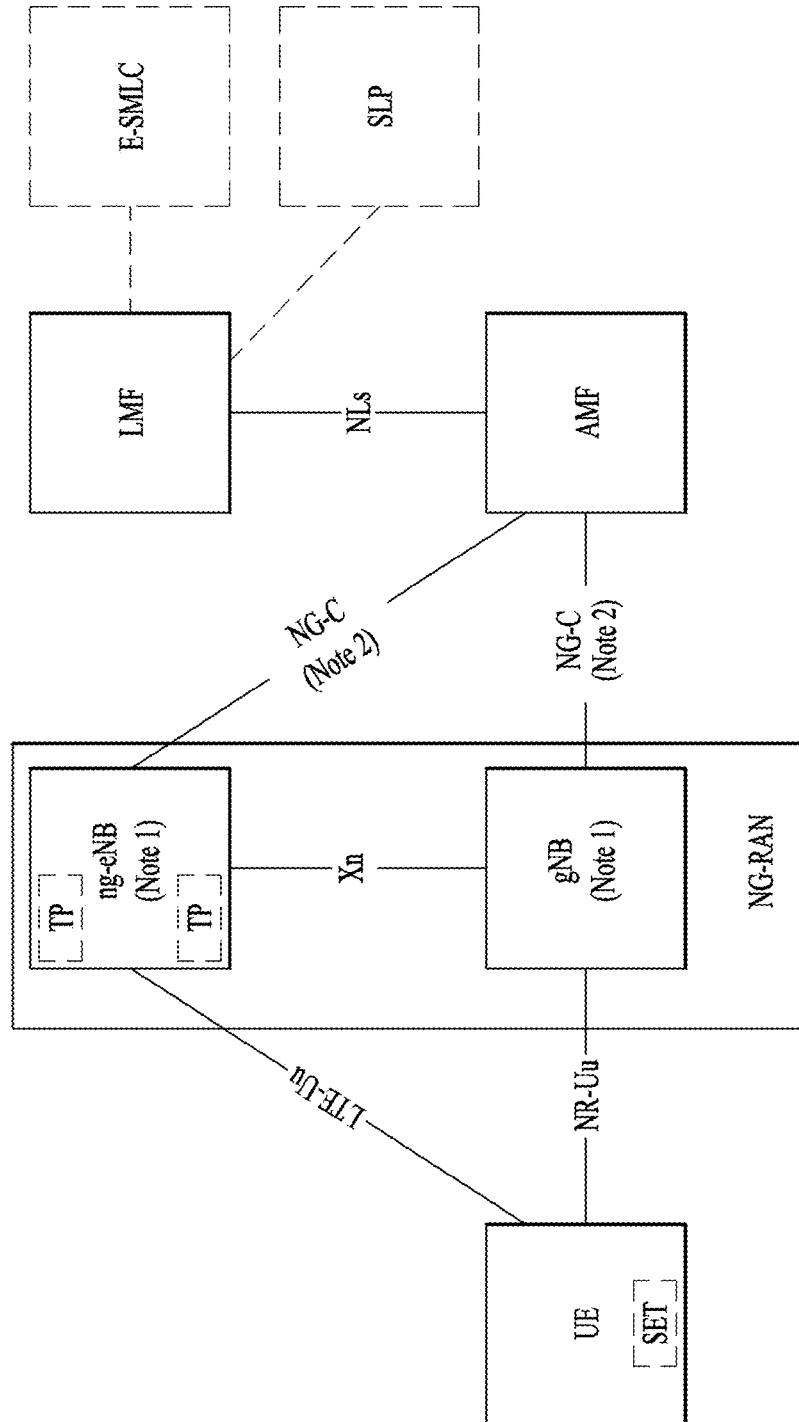 E-SMLC
SLP
LMF
NLs
AMF
NG-C
(Note 2)
NG-C
(Note 2)
TP
ng-eNB
(Note 1)
TP
Xn
gNB
(Note 1)
NG-RAN
LTE-Uu
NR-Uu
UE
SET